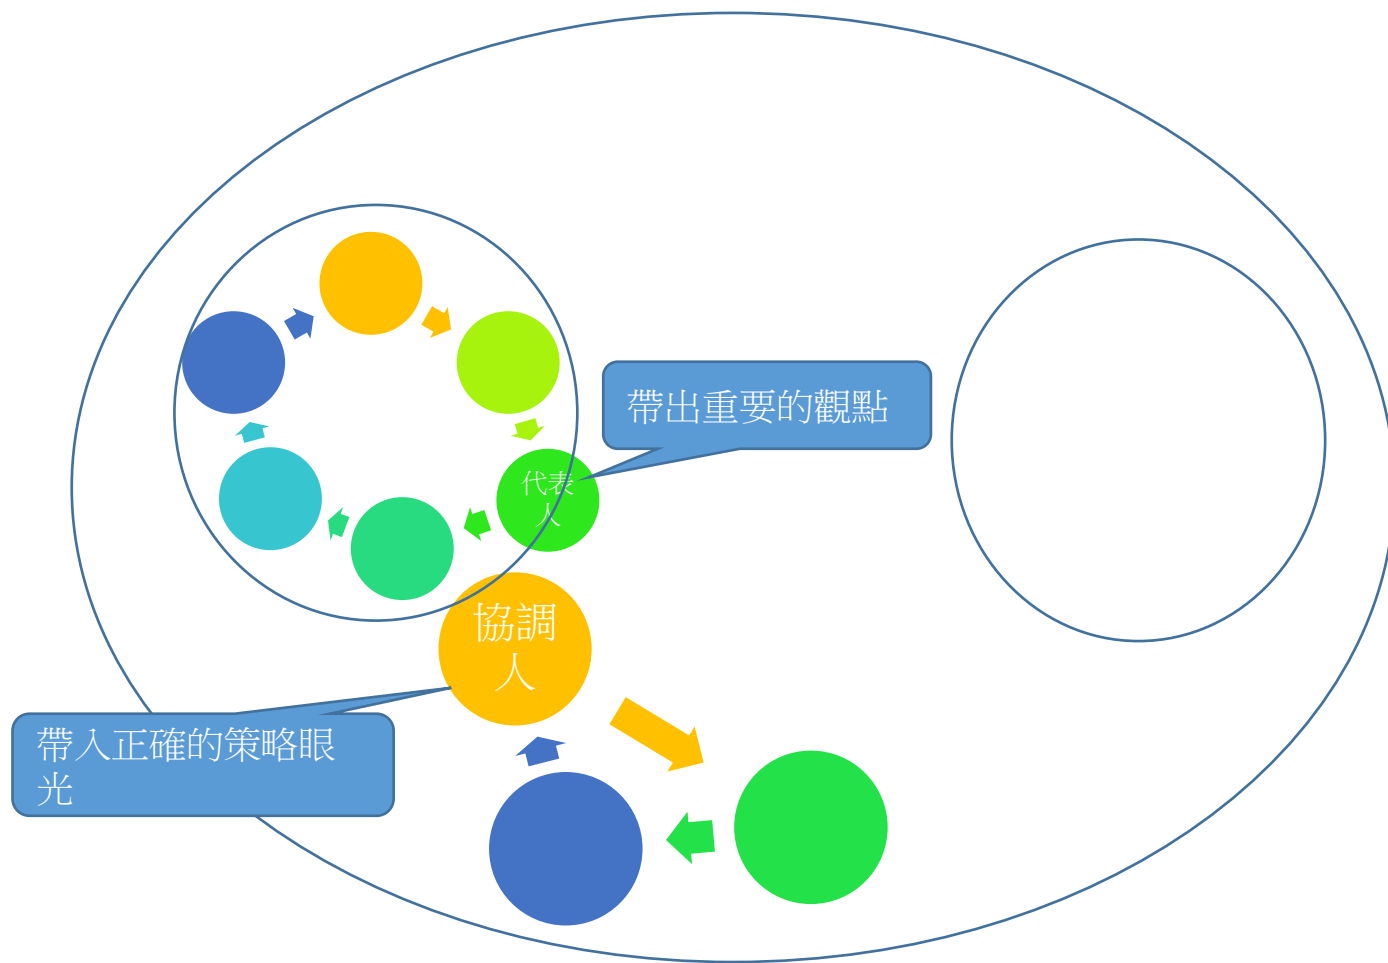 帶出重要的觀點
代表
人
協調
人
帶入正確的策略眼
光